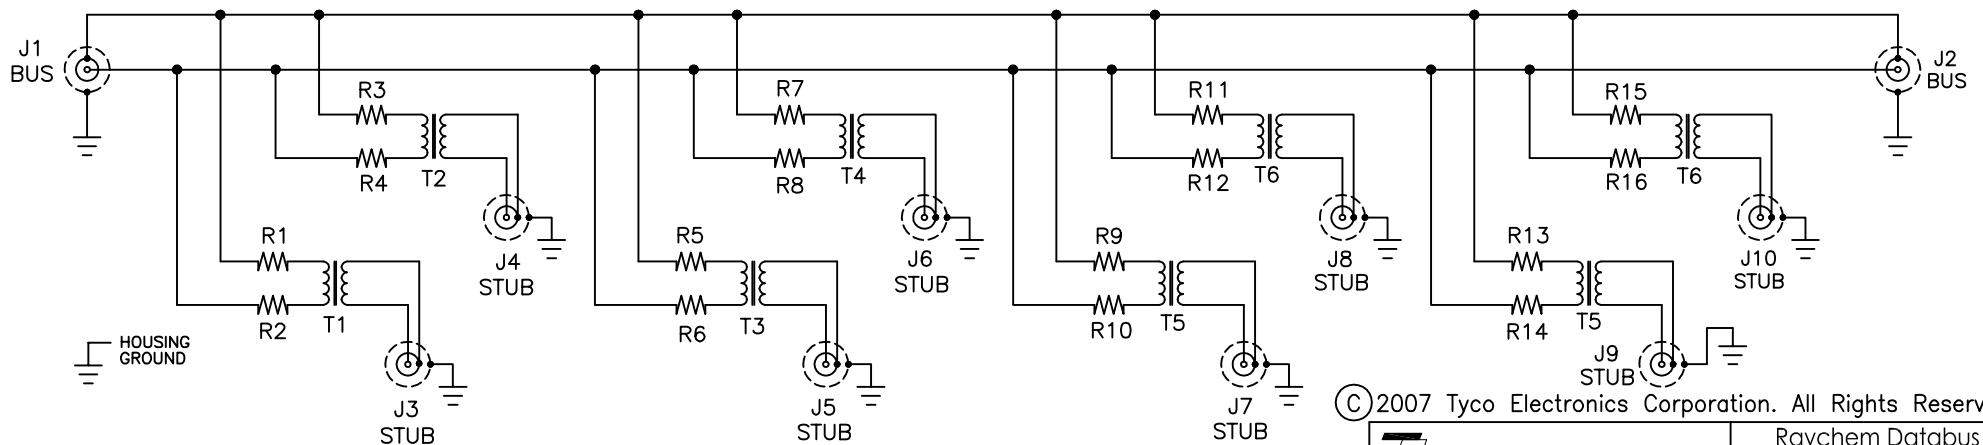 J1
BUS
J2
BUS
R3
R4
T2
R7
R8
T4
R11
R12
T6
R15
R16
T6
J4
STUB
J6
STUB
J8
STUB
J10
STUB
R1
R2
T1
R5
R6
T3
R9
R10
T5
R13
R14
T5
HOUSING
GROUND
J3
STUB
J5
STUB
J7
STUB
J9
STUB
C 2007 Tyco Electronics Corporation. All Rights Reserv
Raychem Databus